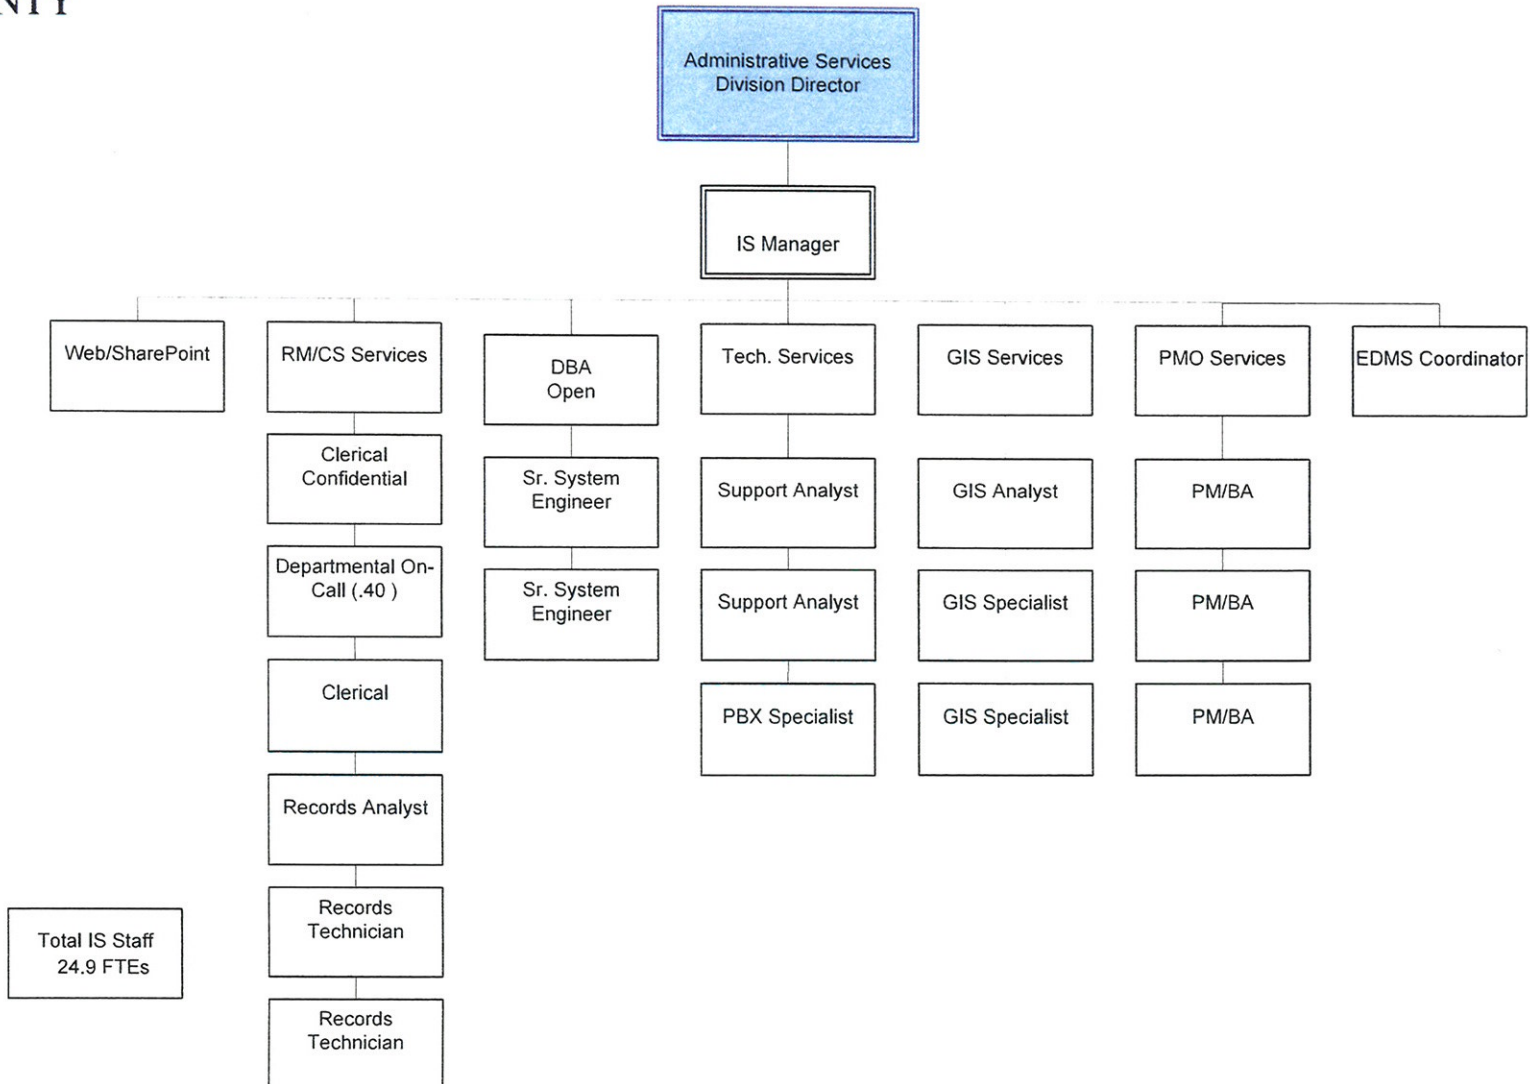 Administrative Services
Division Director
IS Manager
Web/SharePoint
RM/CS Services
DBA
Open
Tech. Services
GIS Services
PMO Services
EDMS Coordinator
Clerical
Confidential
Sr. System
Engineer
Support Analyst
GIS Analyst
PM/BA
Departmental On-
Call (.40 )
Sr. System
Engineer
Support Analyst
GIS Specialist
PM/BA
Clerical
PBX Specialist
GIS Specialist
PM/BA
Records Analyst
Records
Technician
Total IS Staff
24.9 FTEs
Records
Technician